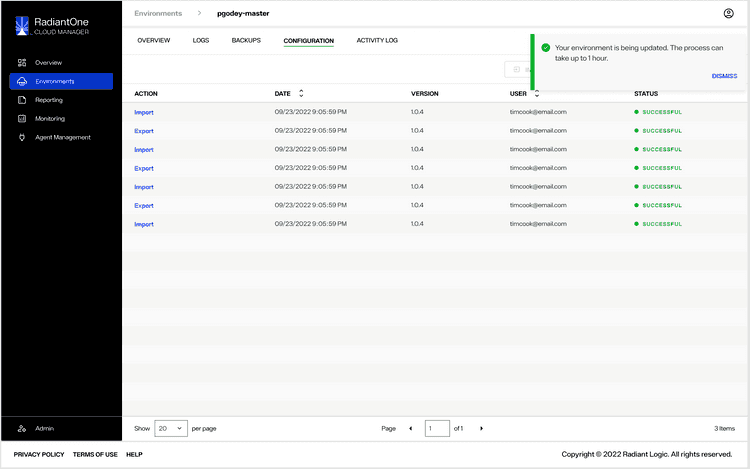 RadiantOne
CLOUD MANAGER
Environments > pgodey-master
OVERVIEW LOGS BACKUPS CONFIGURATION ACTIVITY LOG
Your environment is being updated. The process can
take up to 1 hour.
DISMISS
Overview
Environments
Reporting
Monitoring
Agent Management
ACTION DATE VERSION USER STATUS
Import 09/23/2022 9:05:59 PM 1.0.4 timcook@email.com SUCCESSFUL
Export 09/23/2022 9:05:59 PM 1.0.4 timcook@email.com SUCCESSFUL
Import 09/23/2022 9:05:59 PM 1.0.4 timcook@email.com SUCCESSFUL
Export 09/23/2022 9:05:59 PM 1.0.4 timcook@email.com SUCCESSFUL
Import 09/23/2022 9:05:59 PM 1.0.4 timcook@email.com SUCCESSFUL
Export 09/23/2022 9:05:59 PM 1.0.4 timcook@email.com SUCCESSFUL
Import 09/23/2022 9:05:59 PM 1.0.4 timcook@email.com SUCCESSFUL
Admin
Show 20 per page Page 1 of 1 3 Items
PRIVACY POLICY TERMS OF USE HELP Copyright © 2022 Radiant Logic. All rights reserved.